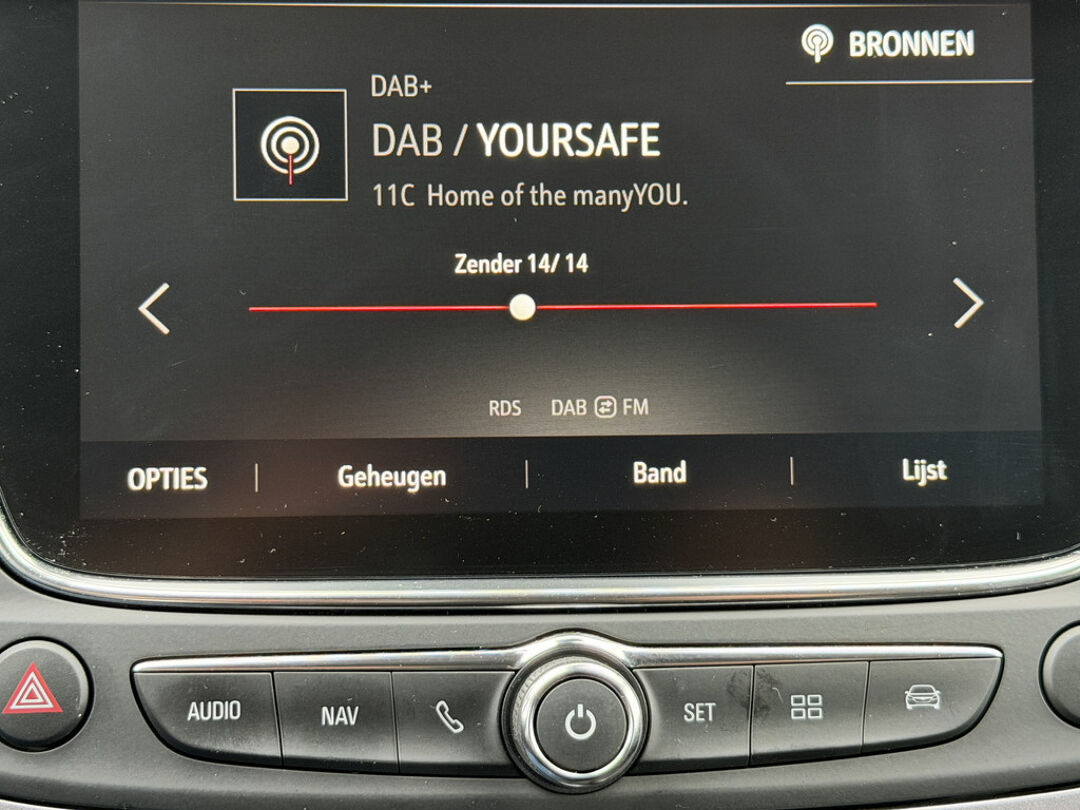 BRONNEN
DAB+
DAB / YOURSAFE
11C Home of the manyYOU.
Zender 14/ 14
RDS DAB FM
OPTIES Geheugen Band Lijst
AUDIO NAV SET